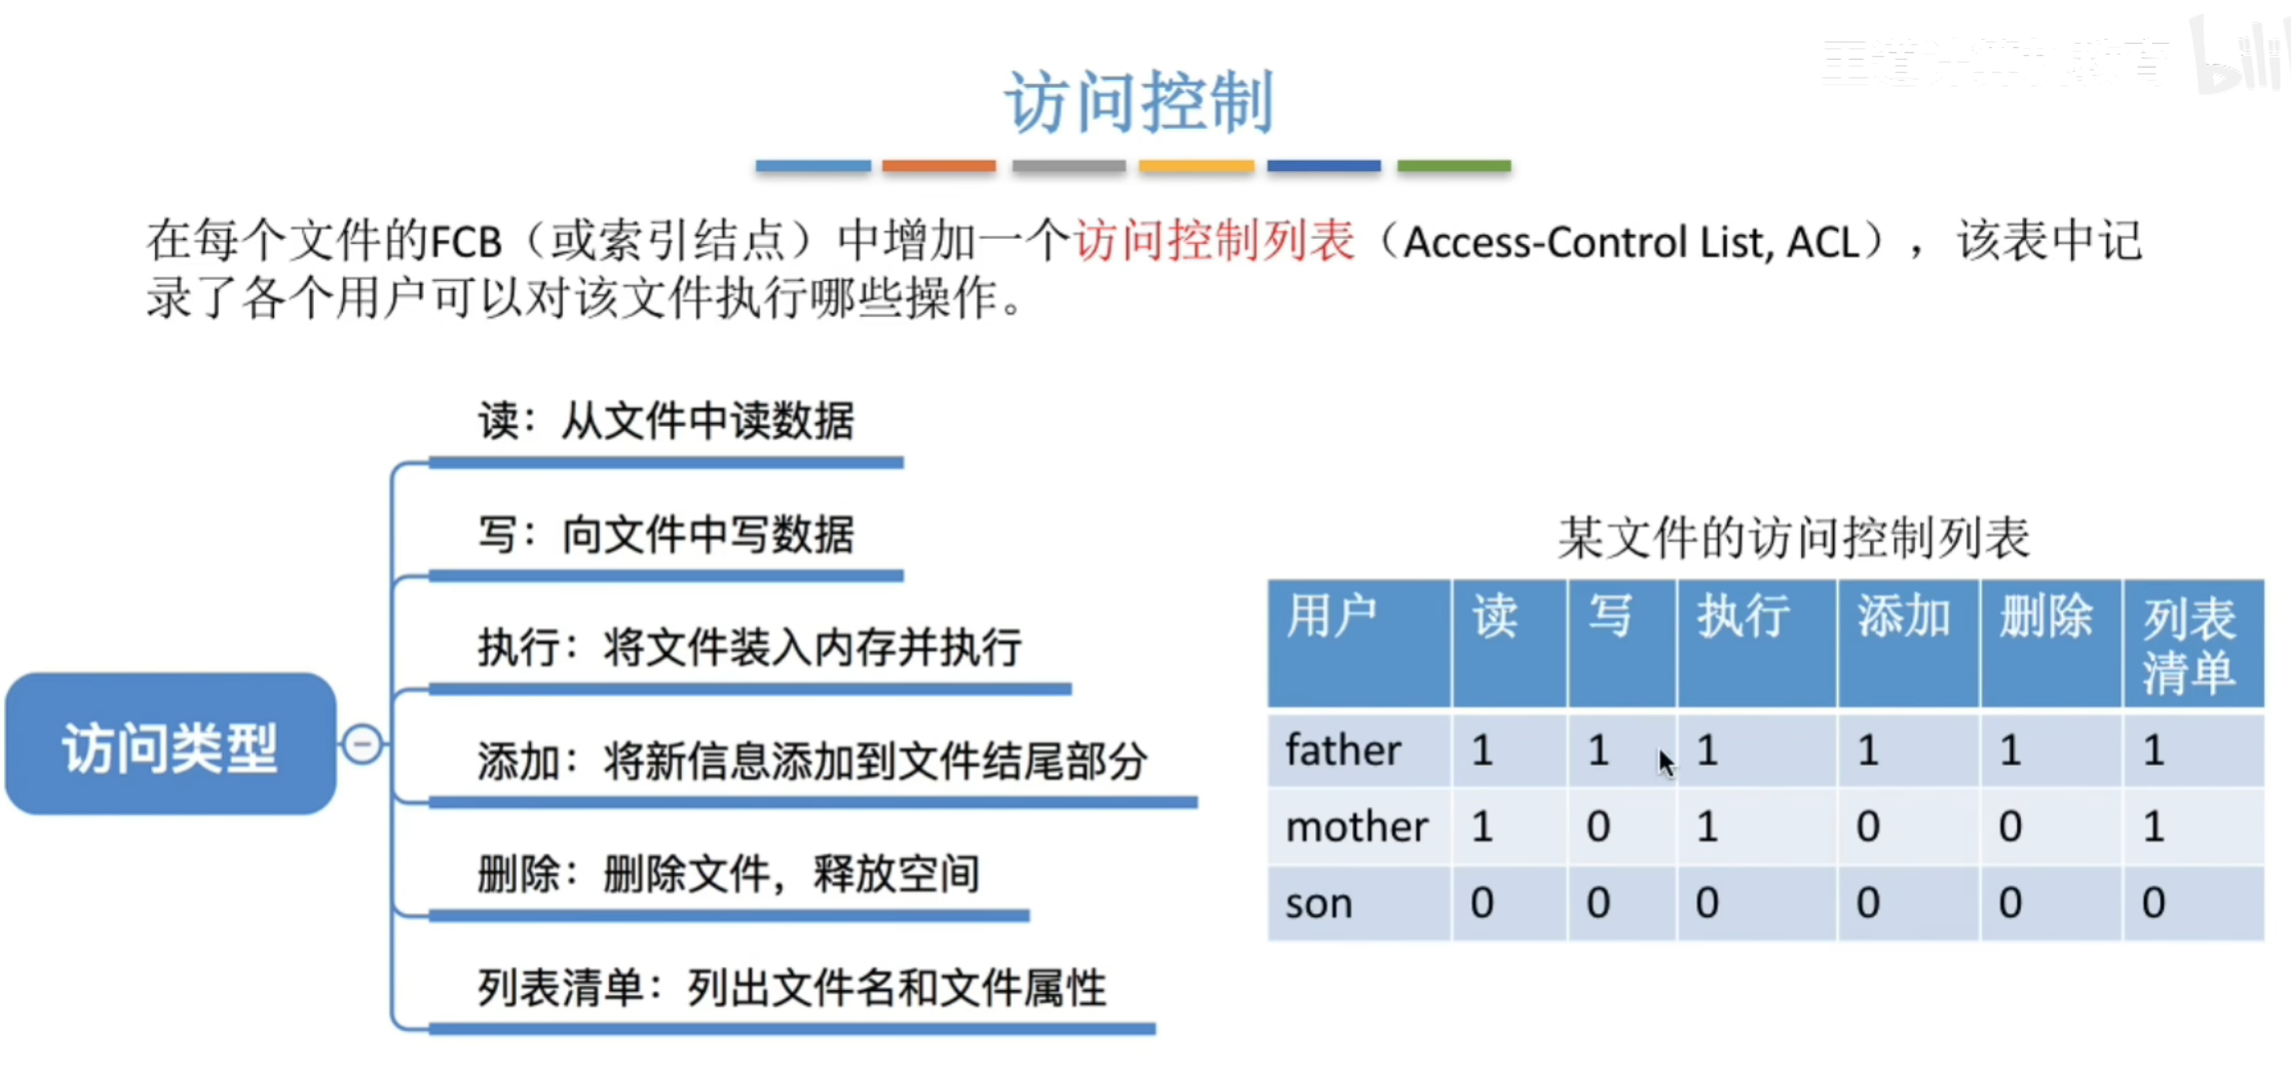 访问控制
在每个文件的FCB（或索引结点）中增加一个访问控制列表（Access-Control List, ACL），该表中记
录了各个用户可以对该文件执行哪些操作。
访问类型
读：从文件中读数据
写：向文件中写数据
执行：将文件装入内存并执行
添加：将新信息添加到文件结尾部分
删除：删除文件，释放空间
列表清单：列出文件名和文件属性
某文件的访问控制列表
用户 读 写 执行 添加 删除 列表清单
father 1 1 1 1 1 1
mother 1 0 1 0 0 1
son 0 0 0 0 0 0